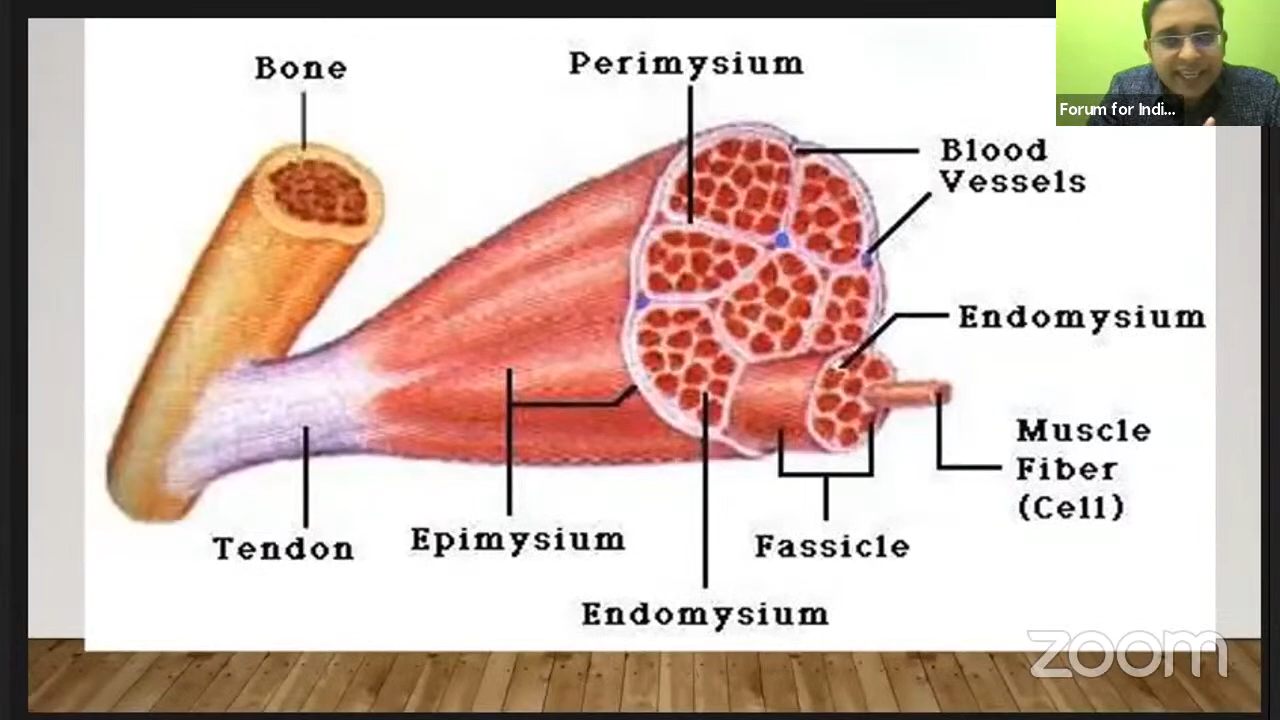 Bone
Perimysium
Forum for Indi...
Blood
Vessels
Endomysium
Muscle
Fiber
(Cell)
Tendon
Epimysium
Fassicle
Endomysium
zoom